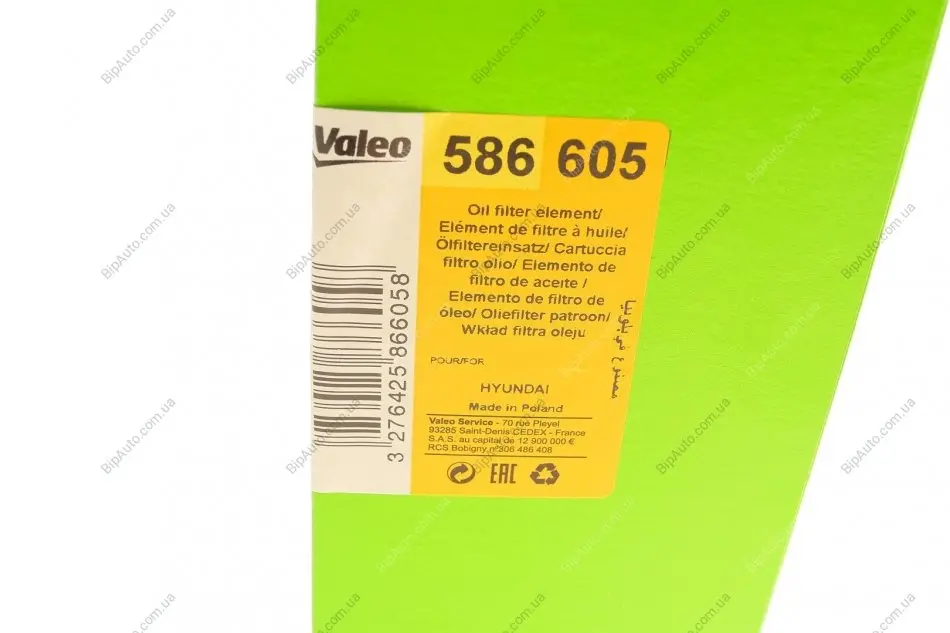 Valeo
586 605
Oil filter element/
Elément de filtre à huile/
Ölfiltereinsatz/ Cartuccia
filtro olio/ Elemento de
filtro de aceite /
Elemento de filtro de
óleo/ Oliefilter patroon/
Wkład filtra oleju
POUR/FOR
HYUNDAI
Made in Poland
Valeo Service - 70 rue Pleyel
93285 Saint-Denis CEDEX - France
S.A.S. au capital de 12 900 000 €
RCS Bobigny n°306 486 408
EAC
3 276425 866058
BipAuto.com.ua